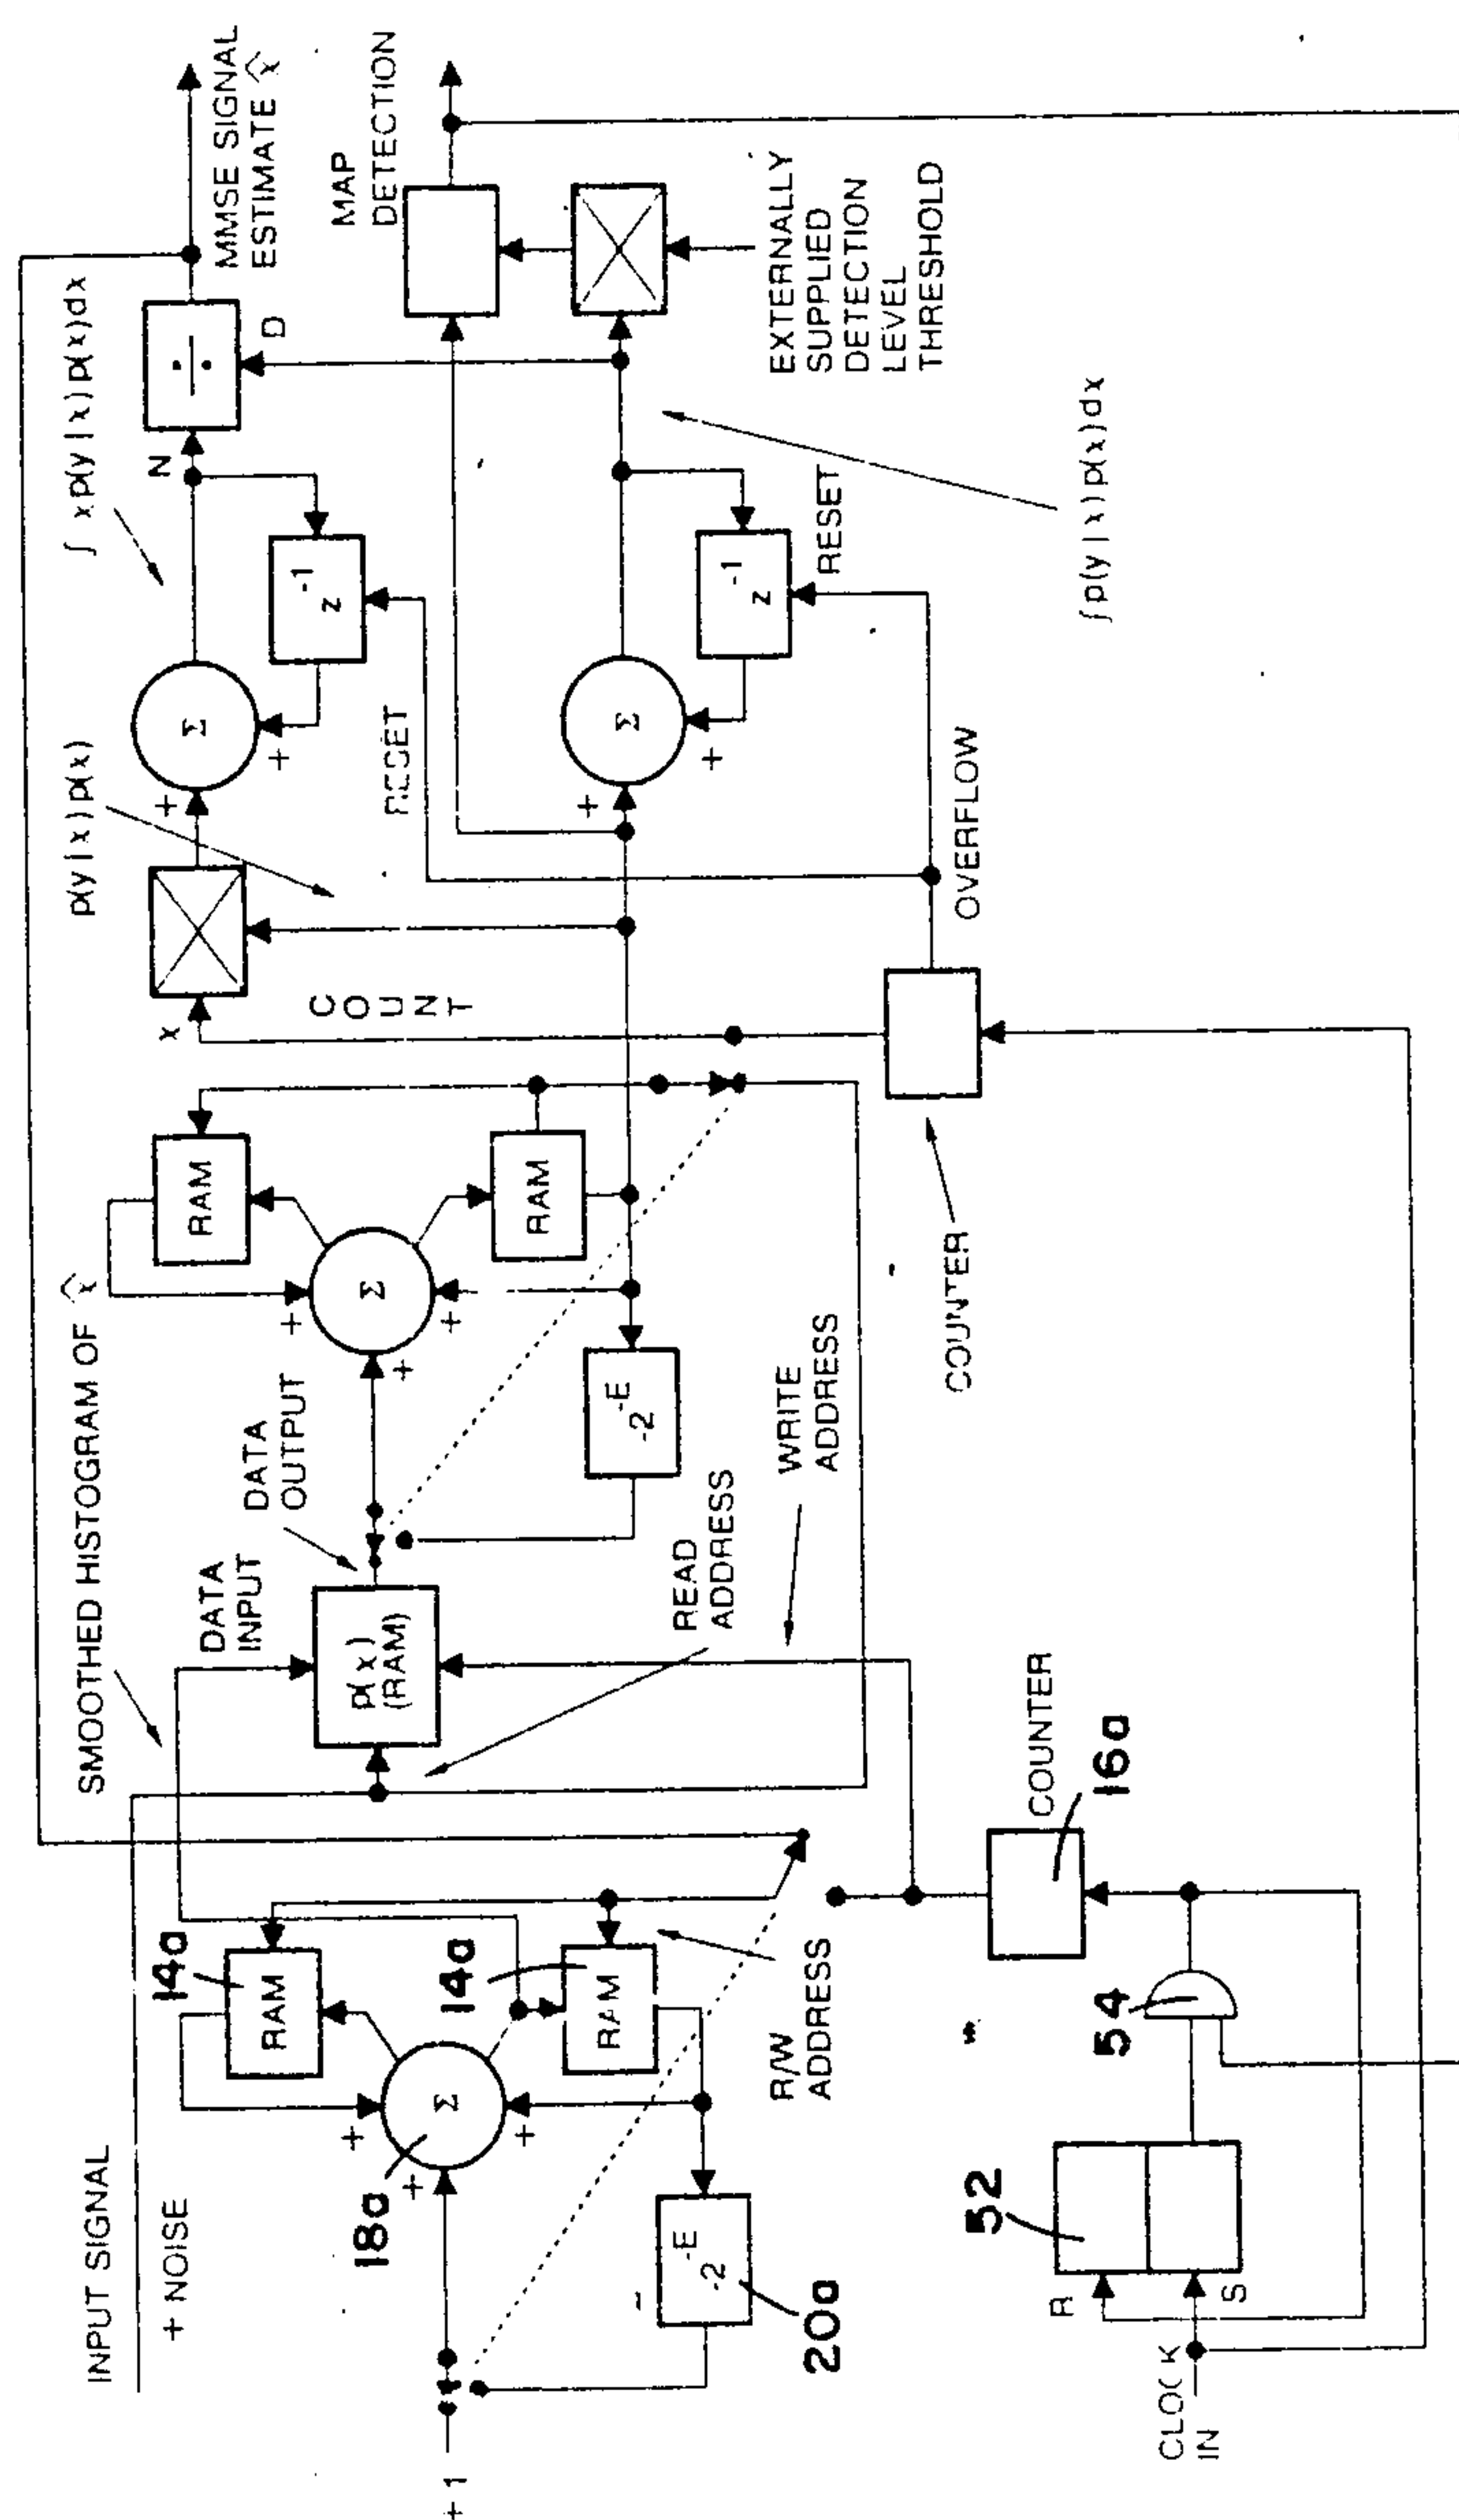 INPUT SIGNAL
+ NOISE
SMOOTHED HISTOGRAM OF x̂
p(y|x)p(x)
∫ x p(y|x)p(x)dx
MMSE SIGNAL
ESTIMATE x̂
14a
RAM
DATA
INPUT
DATA
OUTPUT
RAM
x
+
Σ
+
N
÷
D
+
18a
+
Σ
+
14a
RAM
p(x)
(RAM)
+
+
Σ
+
RAM
COUNT
RESET
z⁻¹
MAP
DETECTION
+ 1
-2⁻ᴱ
20a
R/W
ADDRESS
READ
ADDRESS
WRITE
ADDRESS
-2⁻ᴱ
+
Σ
+
z⁻¹
RESET
EXTERNALLY
SUPPLIED
DETECTION
LEVEL
THRESHOLD
COUNTER
OVERFLOW
∫p(y|x)p(x)dx
52
R
S
CLOCK
IN
54
COUNTER
16a